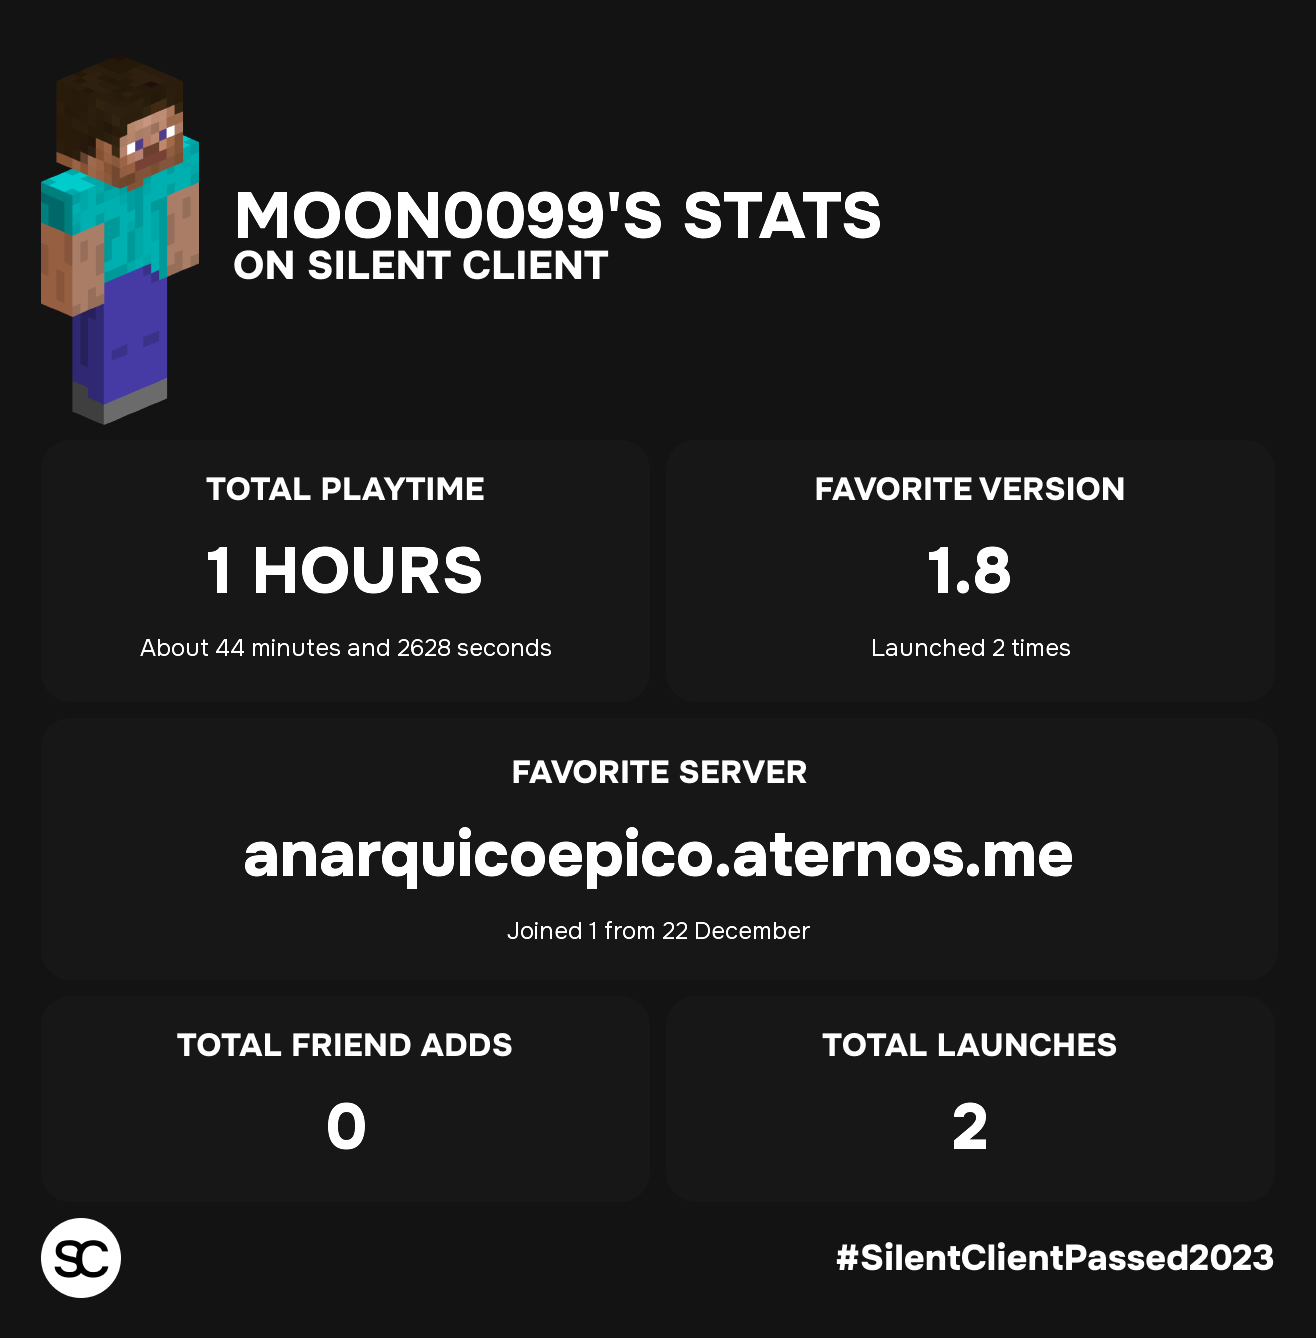 MOON0099'S STATS
ON SILENT CLIENT
TOTAL PLAYTIME
1 HOURS
About 44 minutes and 2628 seconds
FAVORITE VERSION
1.8
Launched 2 times
FAVORITE SERVER
anarquicoepico.aternos.me
Joined 1 from 22 December
TOTAL FRIEND ADDS
0
TOTAL LAUNCHES
2
SC
#SilentClientPassed2023